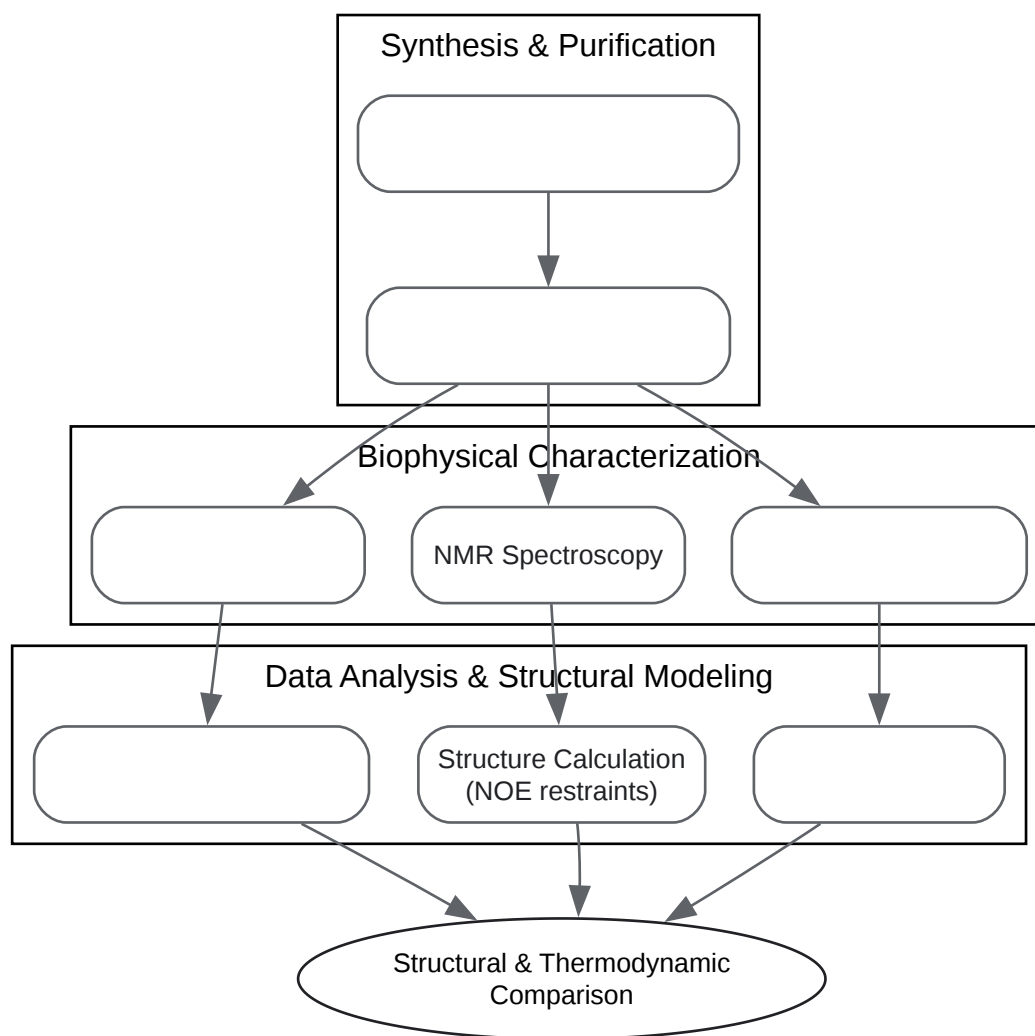 Synthesis & Purification
Biophysical Characterization
NMR Spectroscopy
Data Analysis & Structural Modeling
Structure Calculation
(NOE restraints)
Structural & Thermodynamic
Comparison